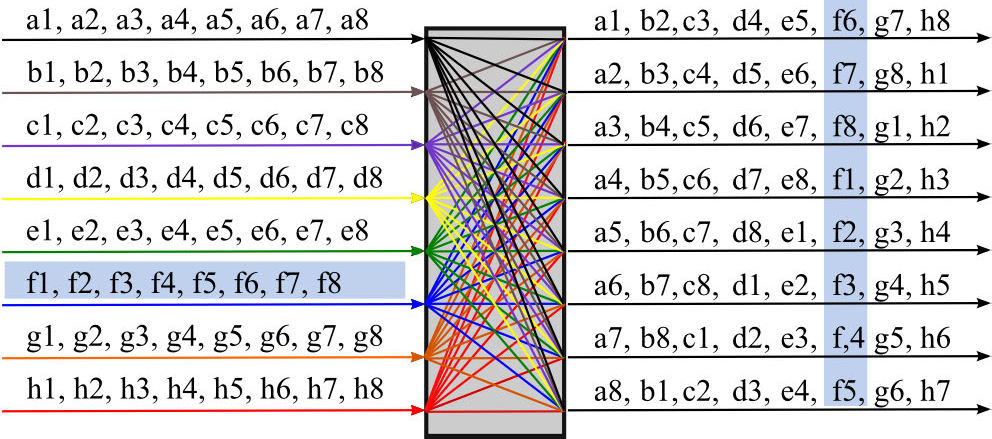 a1, a2, a3, a4, a5, a6, a7, a8
b1, b2, b3, b4, b5, b6, b7, b8
c1, c2, c3, c4, c5, c6, c7, c8
d1, d2, d3, d4, d5, d6, d7, d8
e1, e2, e3, e4, e5, e6, e7, e8
f1, f2, f3, f4, f5, f6, f7, f8
g1, g2, g3, g4, g5, g6, g7, g8
h1, h2, h3, h4, h5, h6, h7, h8
a1, b2, c3, d4, e5, f6, g7, h8
a2, b3, c4, d5, e6, f7, g8, h1
a3, b4, c5, d6, e7, f8, g1, h2
a4, b5, c6, d7, e8, f1, g2, h3
a5, b6, c7, d8, e1, f2, g3, h4
a6, b7, c8, d1, e2, f3, g4, h5
a7, b8, c1, d2, e3, f,4 g5, h6
a8, b1, c2, d3, e4, f5, g6, h7